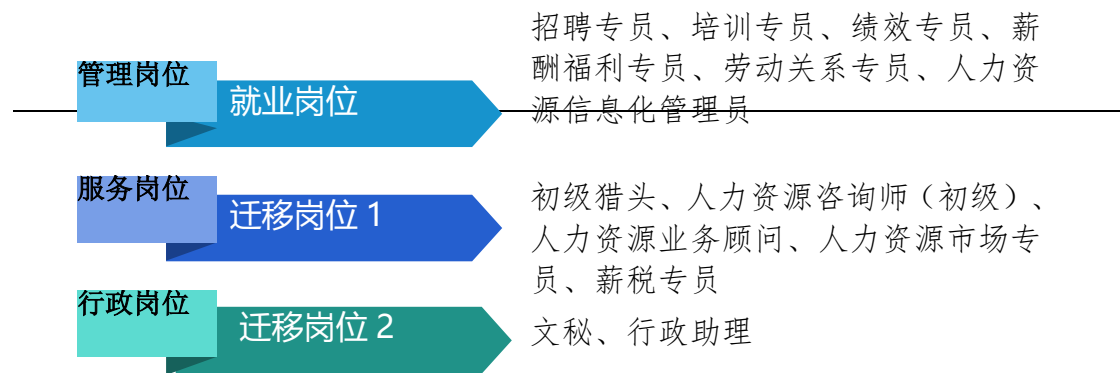 管理岗位
就业岗位
招聘专员、培训专员、绩效专员、薪
酬福利专员、劳动关系专员、人力资
源信息化管理员
服务岗位
迁移岗位 1
初级猎头、人力资源咨询师（初级）、
人力资源业务顾问、人力资源市场专
员、薪税专员
行政岗位
迁移岗位 2
文秘、行政助理